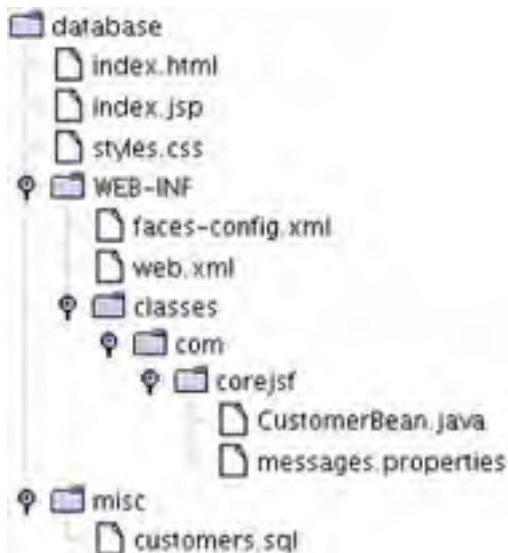 database
index.html
index.jsp
styles.css
WEB-INF
faces-config.xml
web.xml
classes
com
corejsf
CustomerBean.java
messages.properties
misc
customers.sql